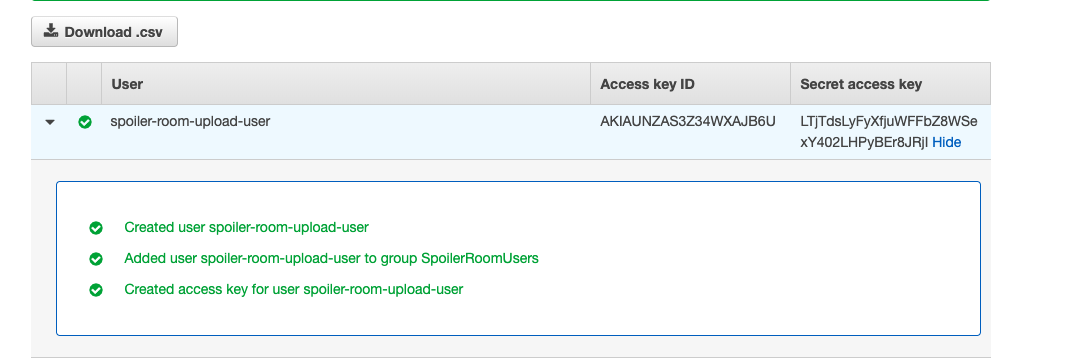 Download .csv
User Access key ID Secret access key
spoiler-room-upload-user AKIAUNZAS3Z34WXAJB6U LTjTdsLyFyXfjuWFFbZ8WSe
Hide
Created user spoiler-room-upload-user
Added user spoiler-room-upload-user to group SpoilerRoomUsers
Created access key for user spoiler-room-upload-user